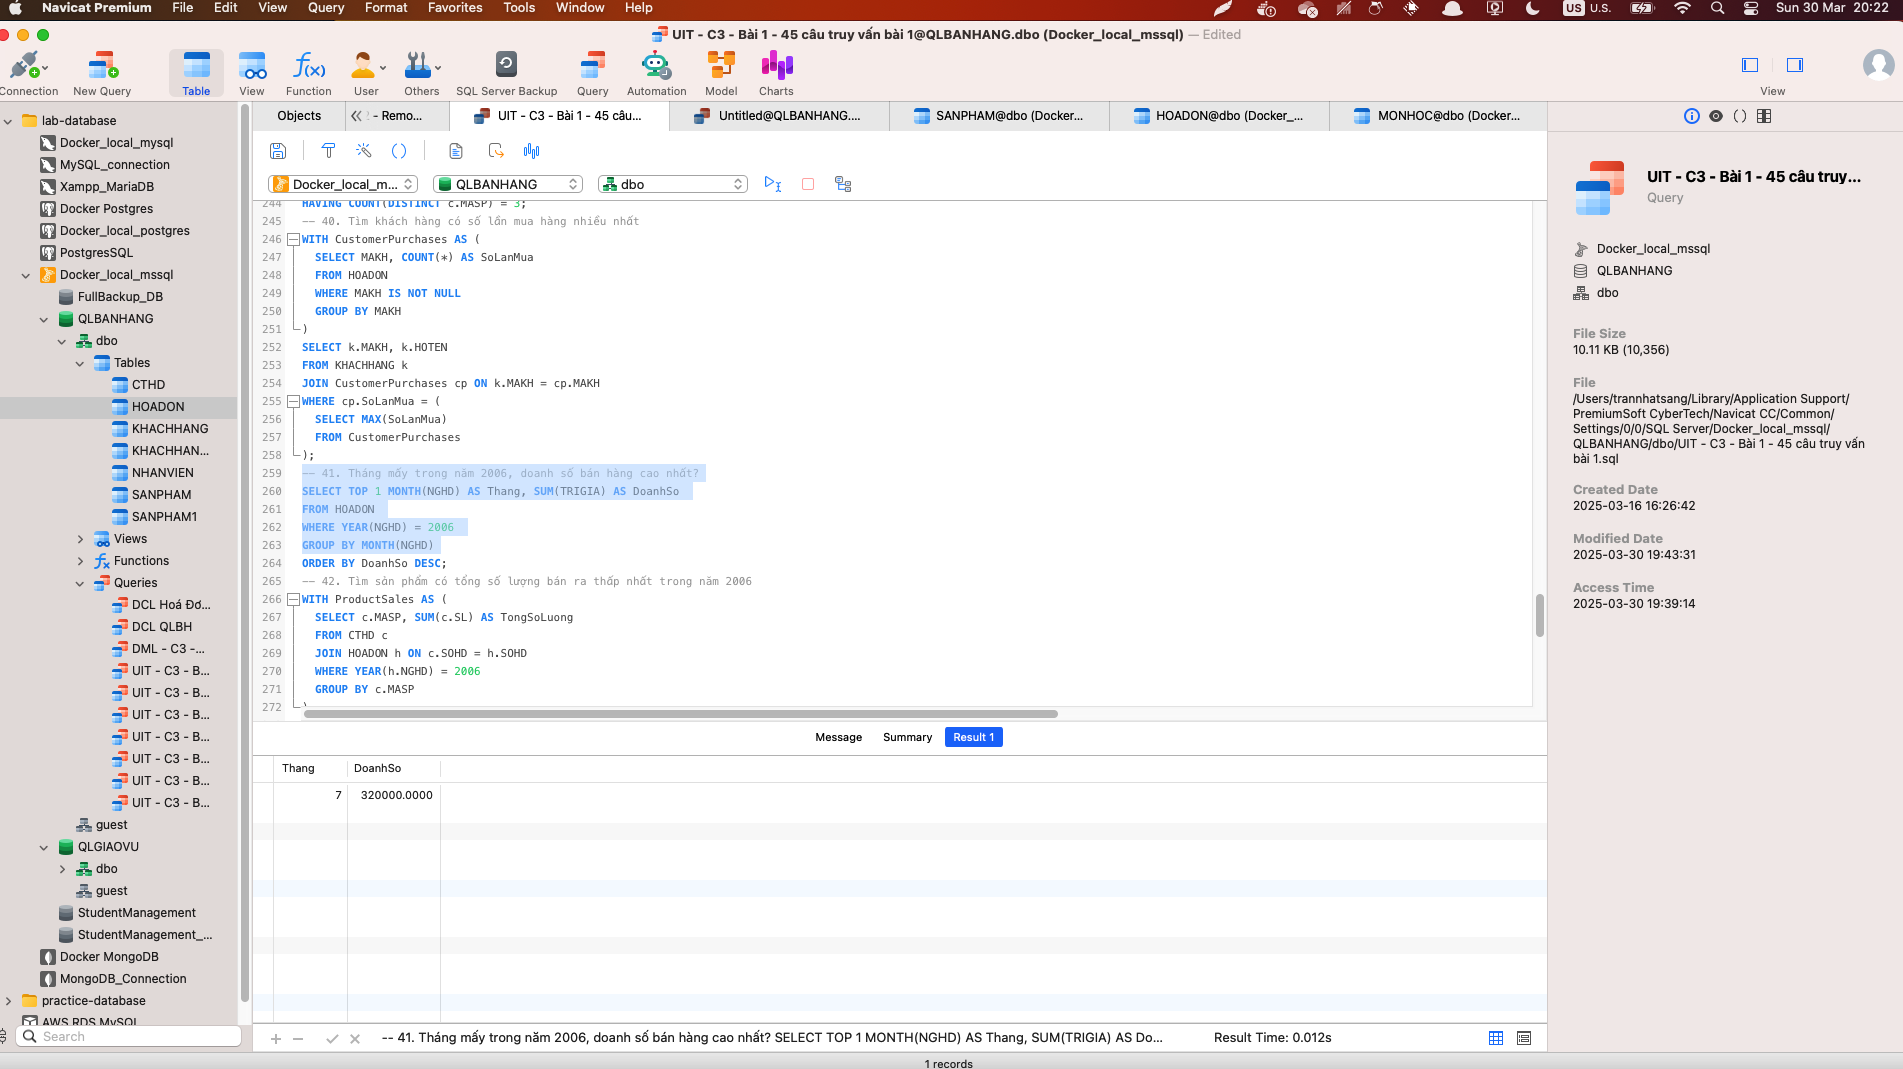 Navicat Premium File Edit View Query Format Favorites Tools Window Help US U.S. Sun 30 Mar 20:22
UIT - C3 - Bài 1 - 45 câu truy vấn bài 1@QLBANHANG.dbo (Docker_local_mssql) — Edited
Connection New Query Table View Function User Others SQL Server Backup Query Automation Model Charts View
Objects - Remo... UIT - C3 - Bài 1 - 45 câu... Untitled@QLBANHANG.... SANPHAM@dbo (Docker... HOADON@dbo (Docker_... MONHOC@dbo (Docker...
Docker_local_m... QLBANHANG dbo
lab-database
Docker_local_mysql
MySQL_connection
Xampp_MariaDB
Docker Postgres
Docker_local_postgres
PostgresSQL
Docker_local_mssql
FullBackup_DB
QLBANHANG
dbo
Tables
CTHD
HOADON
KHACHHANG
KHACHHAN...
NHANVIEN
SANPHAM
SANPHAM1
Views
Functions
Queries
DCL Hoá Đơ...
DCL QLBH
DML - C3 -...
UIT - C3 - B...
UIT - C3 - B...
UIT - C3 - B...
UIT - C3 - B...
UIT - C3 - B...
UIT - C3 - B...
UIT - C3 - B...
guest
QLGIAOVU
dbo
guest
StudentManagement
StudentManagement_...
Docker MongoDB
MongoDB_Connection
practice-database
AWS RDS MySQL
Search
244 HAVING COUNT(DISTINCT c.MASP) = 3;
245 -- 40. Tìm khách hàng có số lần mua hàng nhiều nhất
246 WITH CustomerPurchases AS (
247 SELECT MAKH, COUNT(*) AS SoLanMua
248 FROM HOADON
249 WHERE MAKH IS NOT NULL
250 GROUP BY MAKH
251 )
252 SELECT k.MAKH, k.HOTEN
253 FROM KHACHHANG k
254 JOIN CustomerPurchases cp ON k.MAKH = cp.MAKH
255 WHERE cp.SoLanMua = (
256 SELECT MAX(SoLanMua)
257 FROM CustomerPurchases
258 );
259 -- 41. Tháng mấy trong năm 2006, doanh số bán hàng cao nhất?
260 SELECT TOP 1 MONTH(NGHD) AS Thang, SUM(TRIGIA) AS DoanhSo
261 FROM HOADON
262 WHERE YEAR(NGHD) = 2006
263 GROUP BY MONTH(NGHD)
264 ORDER BY DoanhSo DESC;
265 -- 42. Tìm sản phẩm có tổng số lượng bán ra thấp nhất trong năm 2006
266 WITH ProductSales AS (
267 SELECT c.MASP, SUM(c.SL) AS TongSoLuong
268 FROM CTHD c
269 JOIN HOADON h ON c.SOHD = h.SOHD
270 WHERE YEAR(h.NGHD) = 2006
271 GROUP BY c.MASP
272 )
Message Summary Result 1
Thang DoanhSo
7 320000.0000
-- 41. Tháng mấy trong năm 2006, doanh số bán hàng cao nhất? SELECT TOP 1 MONTH(NGHD) AS Thang, SUM(TRIGIA) AS Do... Result Time: 0.012s
1 records
UIT - C3 - Bài 1 - 45 câu truy...
Query
Docker_local_mssql
QLBANHANG
dbo
File Size
10.11 KB (10,356)
File
/Users/trannhatsang/Library/Application Support/
PremiumSoft CyberTech/Navicat CC/Common/
Settings/0/0/SQL Server/Docker_local_mssql/
QLBANHANG/dbo/UIT - C3 - Bài 1 - 45 câu truy vấn
bài 1.sql
Created Date
2025-03-16 16:26:42
Modified Date
2025-03-30 19:43:31
Access Time
2025-03-30 19:39:14